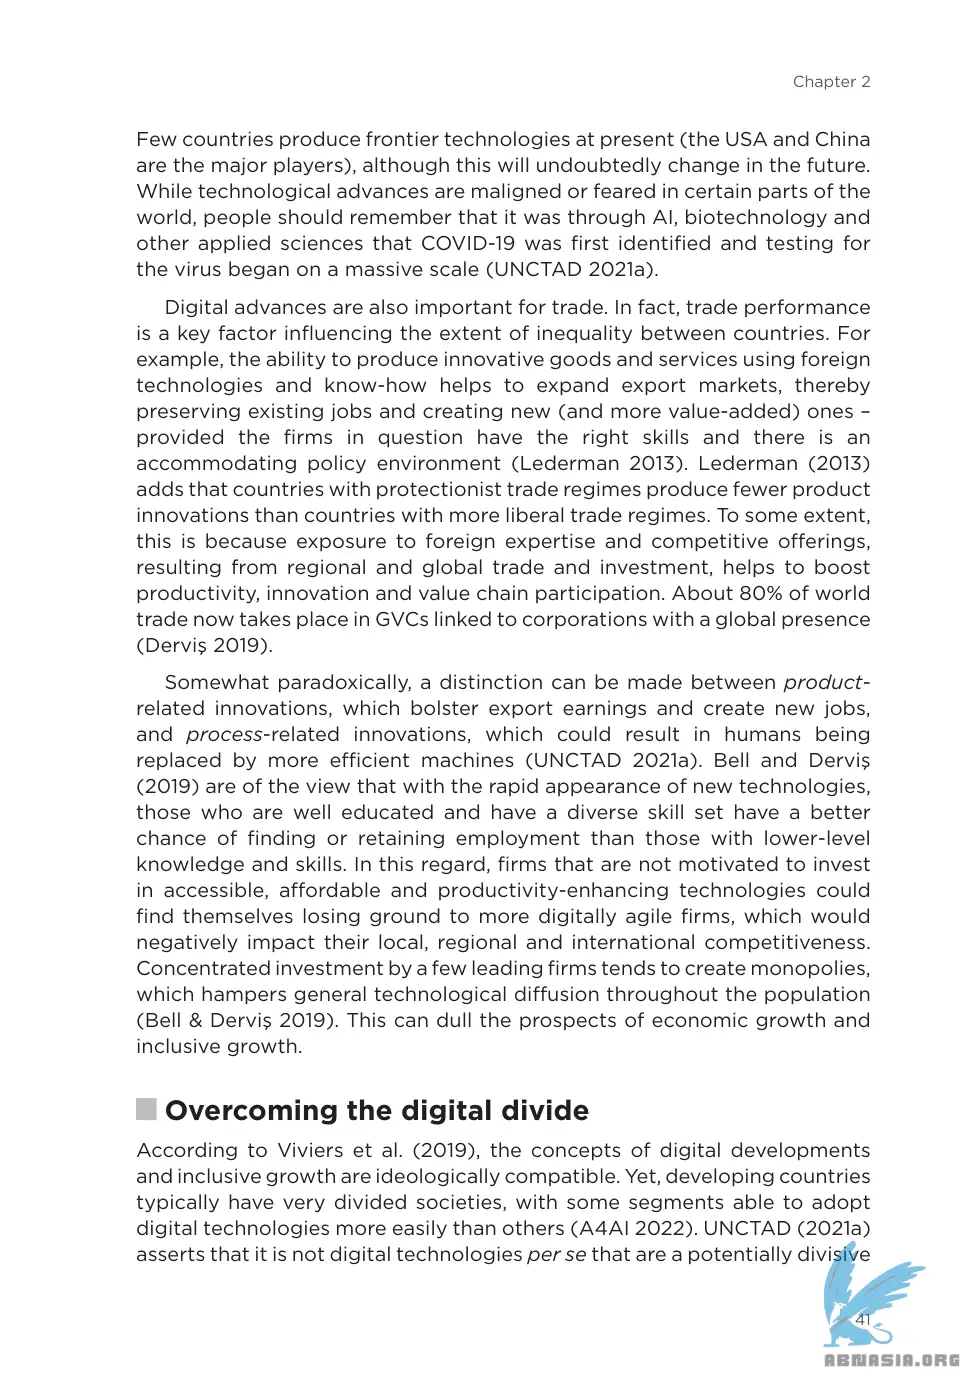 Chapter 2
Few countries produce frontier technologies at present (the USA and China
are the major players), although this will undoubtedly change in the future.
While technological advances are maligned or feared in certain parts of the
world, people should remember that it was through AI, biotechnology and
other applied sciences that COVID-19 was first identified and testing for
the virus began on a massive scale (UNCTAD 2021a).
Digital advances are also important for trade. In fact, trade performance
is a key factor influencing the extent of inequality between countries. For
example, the ability to produce innovative goods and services using foreign
technologies and know-how helps to expand export markets, thereby
preserving existing jobs and creating new (and more value-added) ones –
provided the firms in question have the right skills and there is an
accommodating policy environment (Lederman 2013). Lederman (2013)
adds that countries with protectionist trade regimes produce fewer product
innovations than countries with more liberal trade regimes. To some extent,
this is because exposure to foreign expertise and competitive offerings,
resulting from regional and global trade and investment, helps to boost
productivity, innovation and value chain participation. About 80% of world
trade now takes place in GVCs linked to corporations with a global presence
(Derviş 2019).
Somewhat paradoxically, a distinction can be made between product-
related innovations, which bolster export earnings and create new jobs,
and process-related innovations, which could result in humans being
replaced by more efficient machines (UNCTAD 2021a). Bell and Derviş
(2019) are of the view that with the rapid appearance of new technologies,
those who are well educated and have a diverse skill set have a better
chance of finding or retaining employment than those with lower-level
knowledge and skills. In this regard, firms that are not motivated to invest
in accessible, affordable and productivity-enhancing technologies could
find themselves losing ground to more digitally agile firms, which would
negatively impact their local, regional and international competitiveness.
Concentrated investment by a few leading firms tends to create monopolies,
which hampers general technological diffusion throughout the population
(Bell & Derviş 2019). This can dull the prospects of economic growth and
inclusive growth.
Overcoming the digital divide
According to Viviers et al. (2019), the concepts of digital developments
and inclusive growth are ideologically compatible. Yet, developing countries
typically have very divided societies, with some segments able to adopt
digital technologies more easily than others (A4AI 2022). UNCTAD (2021a)
asserts that it is not digital technologies per se that are a potentially divisive
41
ABNASIA.ORG